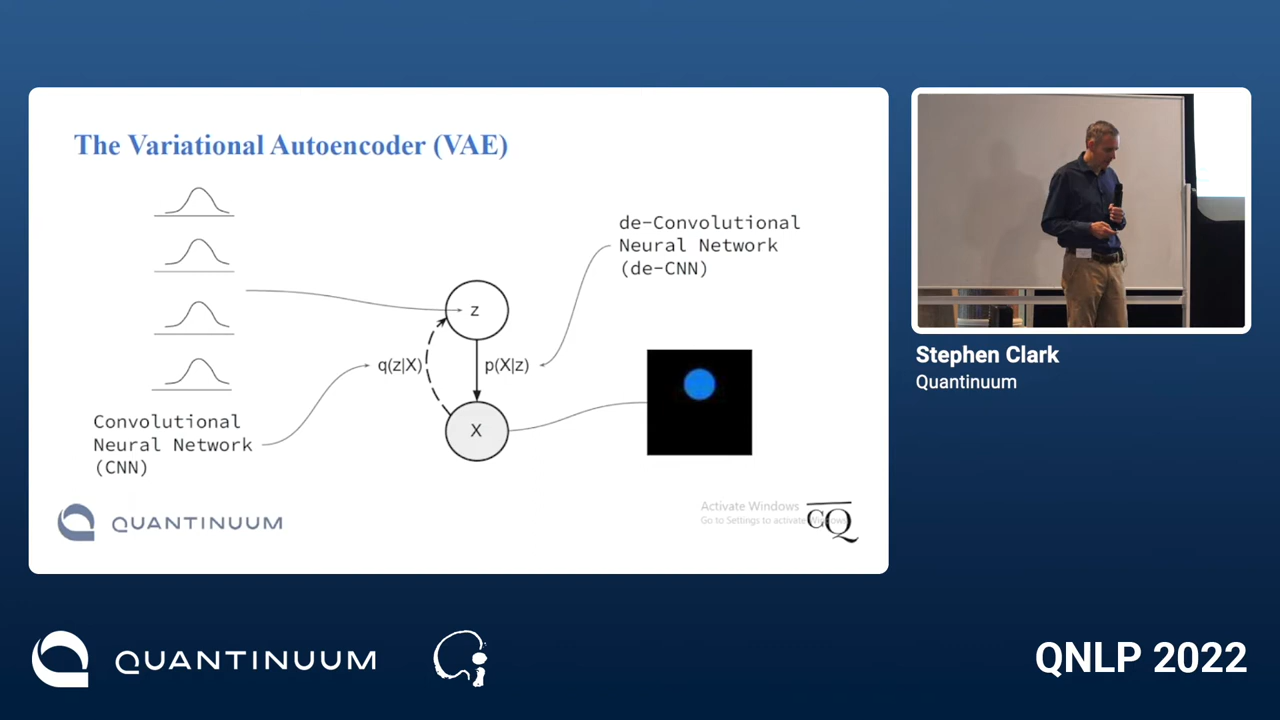 The Variational Autoencoder (VAE)
de-Convolutional
Neural Network
(de-CNN)
z
q(z|X)
p(X|z)
X
Convolutional
Neural Network
(CNN)
QUANTINUUM
Activate Windows
Go to Settings to activate Windows.
CQ
Stephen Clark
Quantinuum
QUANTINUUM
QNLP 2022